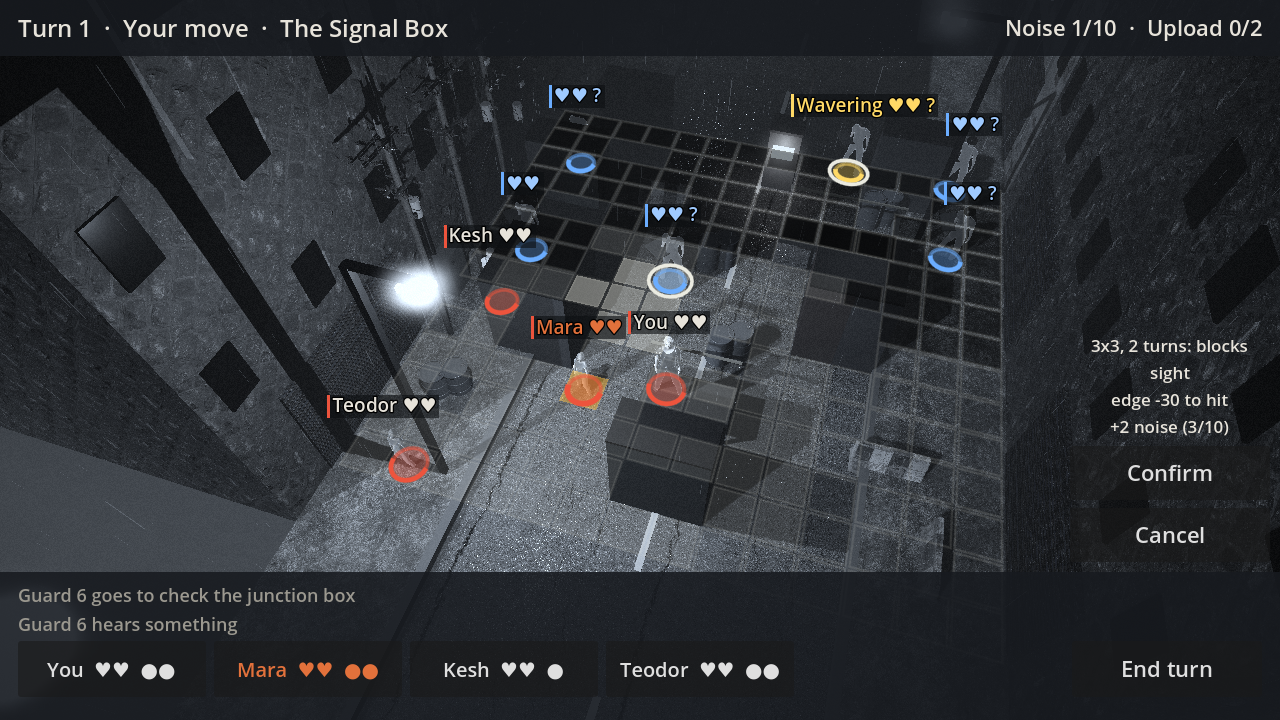 Turn 1 · Your move · The Signal Box
Noise 1/10 · Upload 0/2
♥♥ ?
Wavering ♥♥ ?
♥♥ ?
♥♥
♥♥ ?
♥♥ ?
Kesh ♥♥
Mara ♥♥
You ♥♥
Teodor ♥♥
3x3, 2 turns: blocks
sight
edge -30 to hit
+2 noise (3/10)
Confirm
Cancel
Guard 6 goes to check the junction box
Guard 6 hears something
You ♥♥ ●●
Mara ♥♥ ●●
Kesh ♥♥ ●
Teodor ♥♥ ●●
End turn